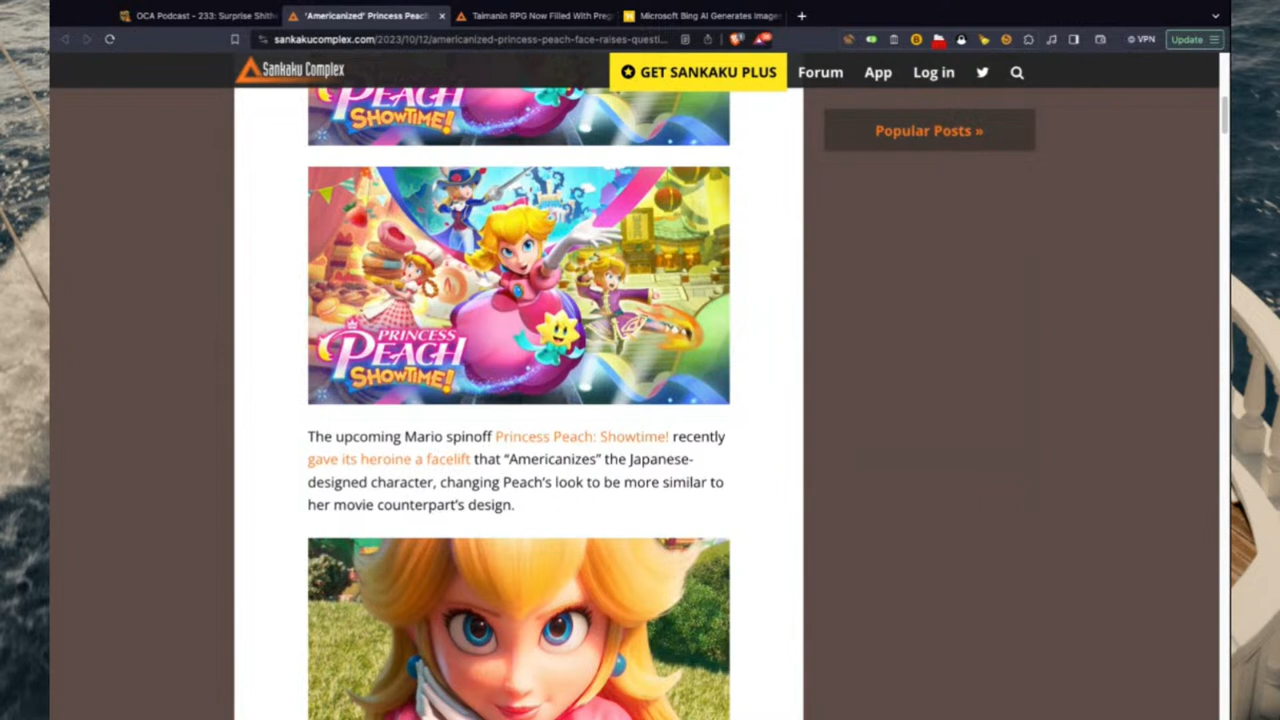 OCA Podcast - 233: Surprise Shith
'Americanized' Princess Peach
Taimanin RPG Now Filled With Preg
Microsoft Bing AI Generates Image
sankakucomplex.com/2023/10/12/americanized-princess-peach-face-raises-questi...
VPN
Update
Sankaku Complex
GET SANKAKU PLUS
Forum
App
Log in
PEACH
SHOWTIME!
Popular Posts »
PRINCESS
PEACH
SHOWTIME!
The upcoming Mario spinoff Princess Peach: Showtime! recently
gave its heroine a facelift that “Americanizes” the Japanese-
designed character, changing Peach’s look to be more similar to
her movie counterpart’s design.